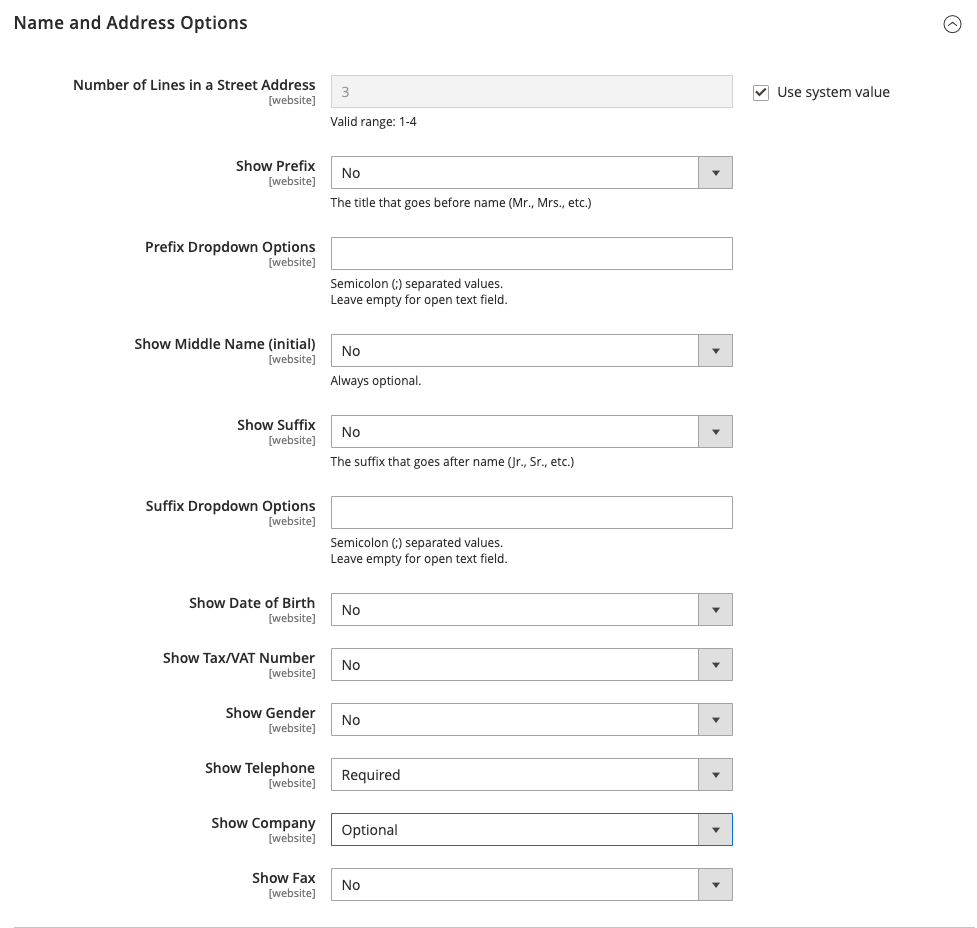 Name and Address Options
Number of Lines in a Street Address
[website]
3
Use system value
Valid range: 1-4
Show Prefix
[website]
No
The title that goes before name (Mr., Mrs., etc.)
Prefix Dropdown Options
[website]
Semicolon (;) separated values.
Leave empty for open text field.
Show Middle Name (initial)
[website]
No
Always optional.
Show Suffix
[website]
No
The suffix that goes after name (Jr., Sr., etc.)
Suffix Dropdown Options
[website]
Semicolon (;) separated values.
Leave empty for open text field.
Show Date of Birth
[website]
No
Show Tax/VAT Number
[website]
No
Show Gender
[website]
No
Show Telephone
[website]
Required
Show Company
[website]
Optional
Show Fax
[website]
No